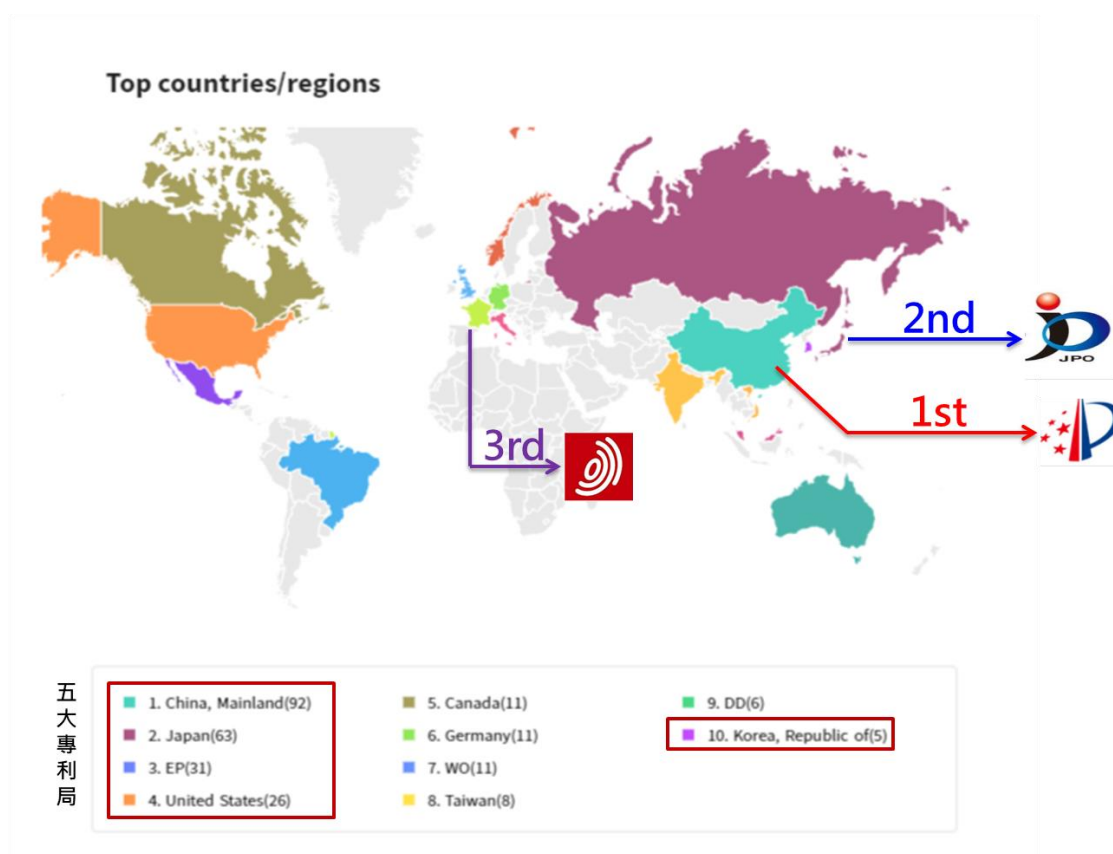 Top countries/regions
2nd
JPO
1st
3rd
五大專利局
1. China, Mainland(92)
2. Japan(63)
3. EP(31)
4. United States(26)
5. Canada(11)
6. Germany(11)
7. WO(11)
8. Taiwan(8)
9. DD(6)
10. Korea, Republic of(5)